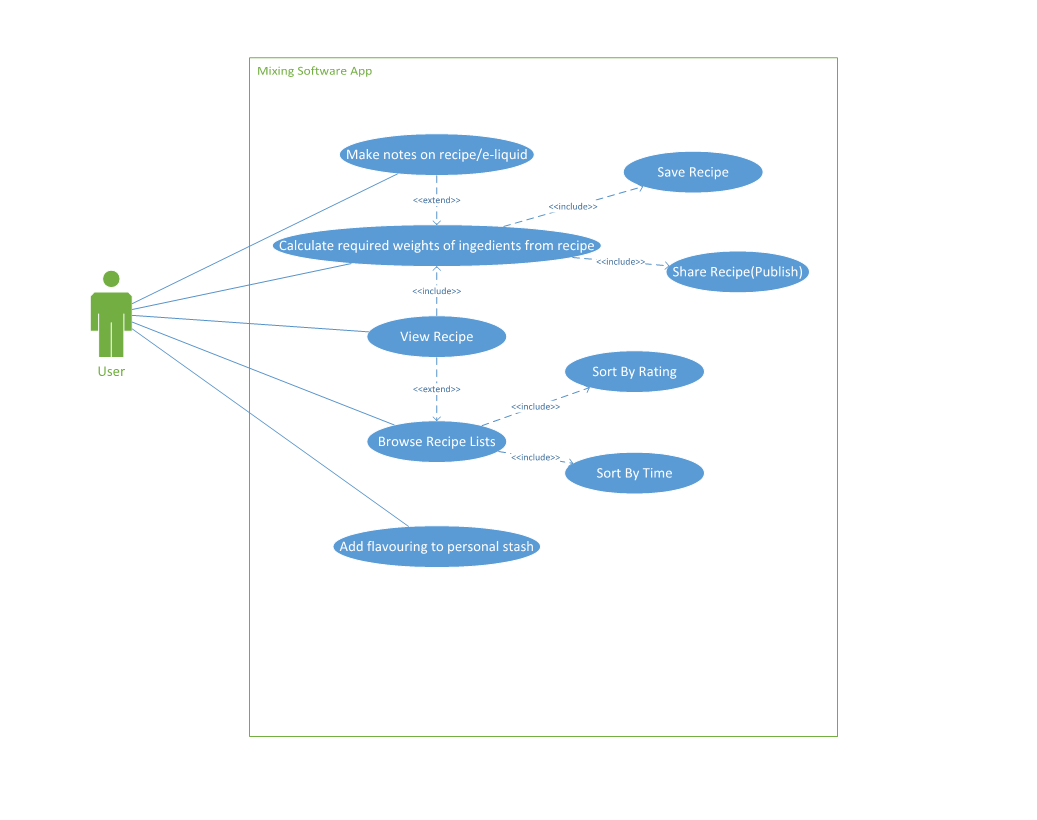 Mixing Software App
Make notes on recipe/e-liquid
Save Recipe
<<extend>>
<<include>>
Calculate required weights of ingedients from recipe
<<include>>
Share Recipe(Publish)
<<include>>
View Recipe
User
Sort By Rating
<<extend>>
<<include>>
Browse Recipe Lists
<<include>>
Sort By Time
Add flavouring to personal stash